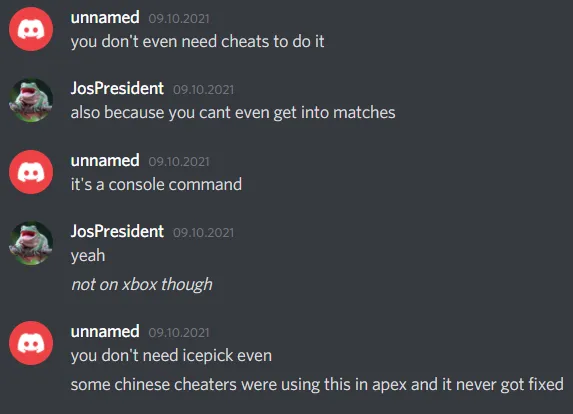 unnamed 09.10.2021
you don't even need cheats to do it
JosPresident 09.10.2021
also because you cant even get into matches
unnamed 09.10.2021
it's a console command
JosPresident 09.10.2021
yeah
not on xbox though
unnamed 09.10.2021
you don't need icepick even
some chinese cheaters were using this in apex and it never got fixed